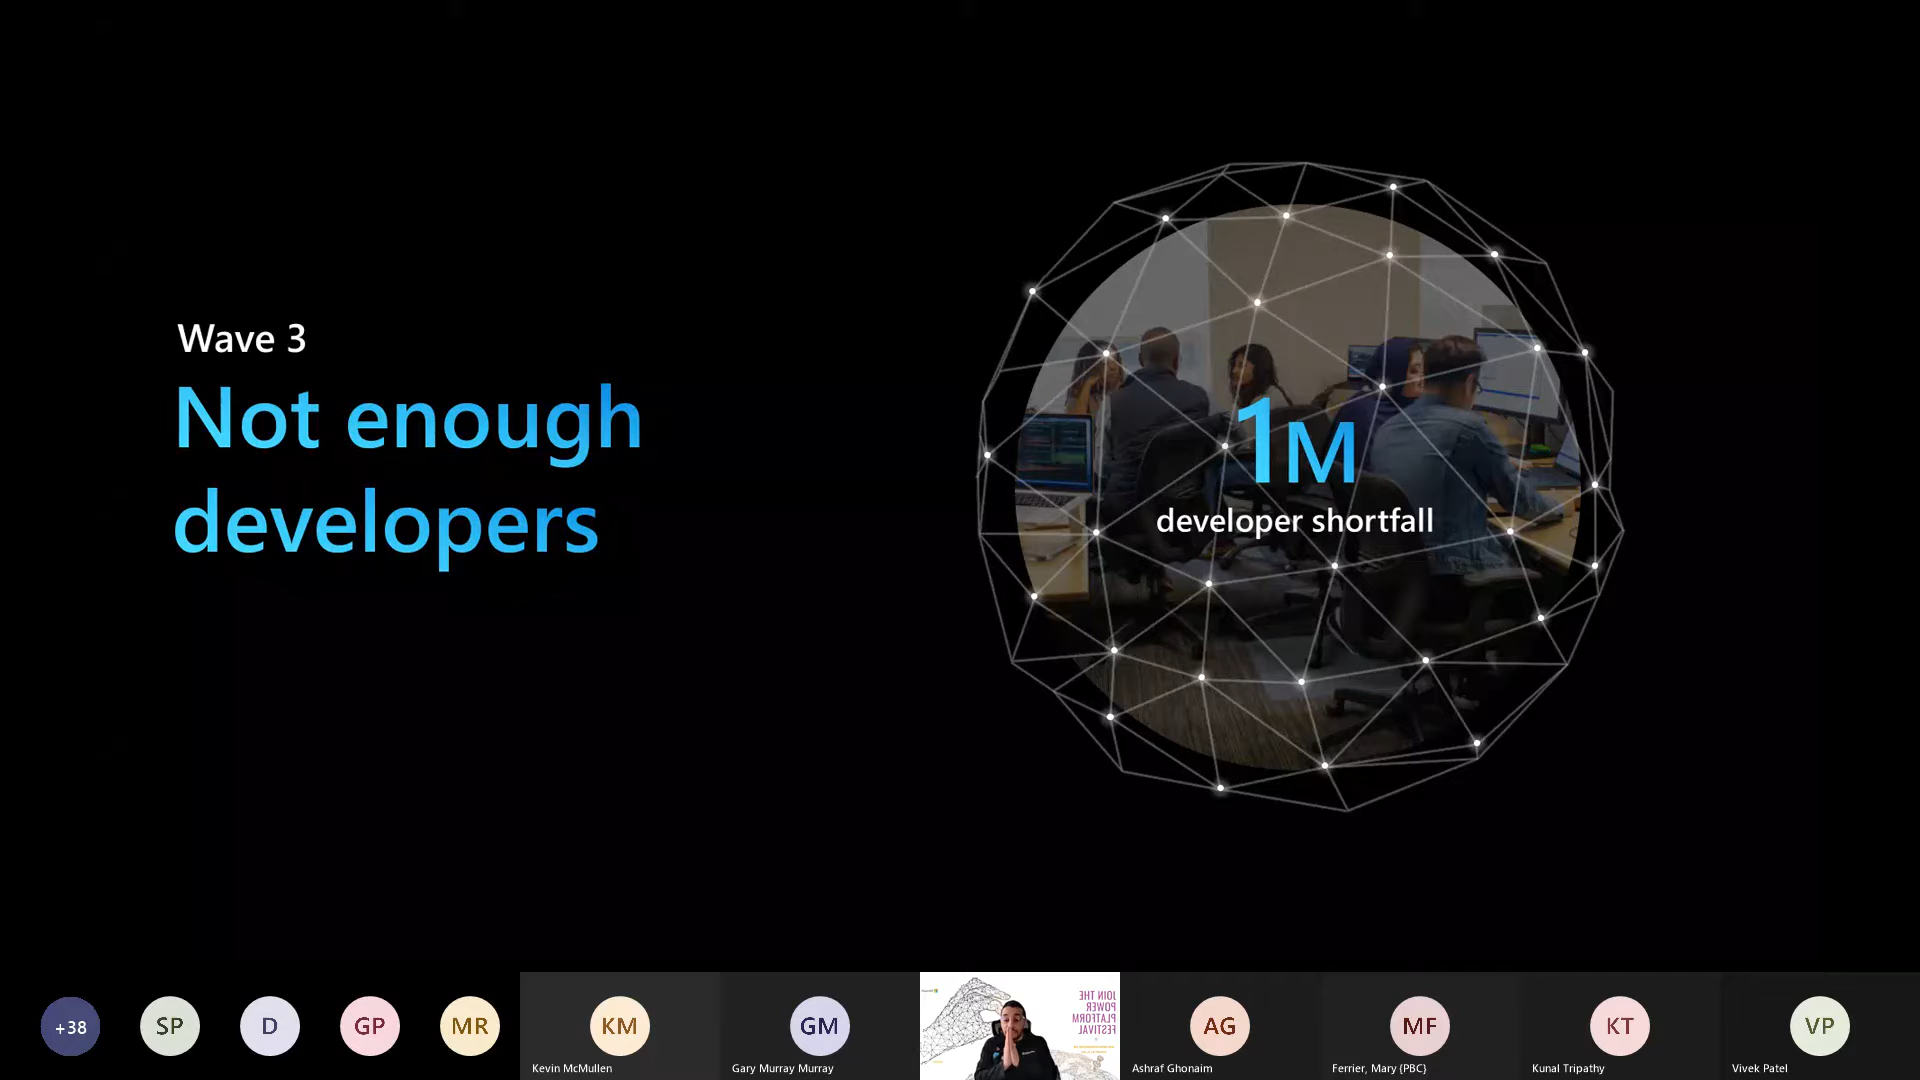 Wave 3
Not enough
developers
1M
developer shortfall
JOIN THE
POWER
PLATFORM
FESTIVAL
+38
SP
D
GP
MR
KM
GM
AG
MF
KT
VP
Kevin McMullen
Gary Murray Murray
Ashraf Ghonaim
Ferrier, Mary (PBC)
Kunal Tripathy
Vivek Patel